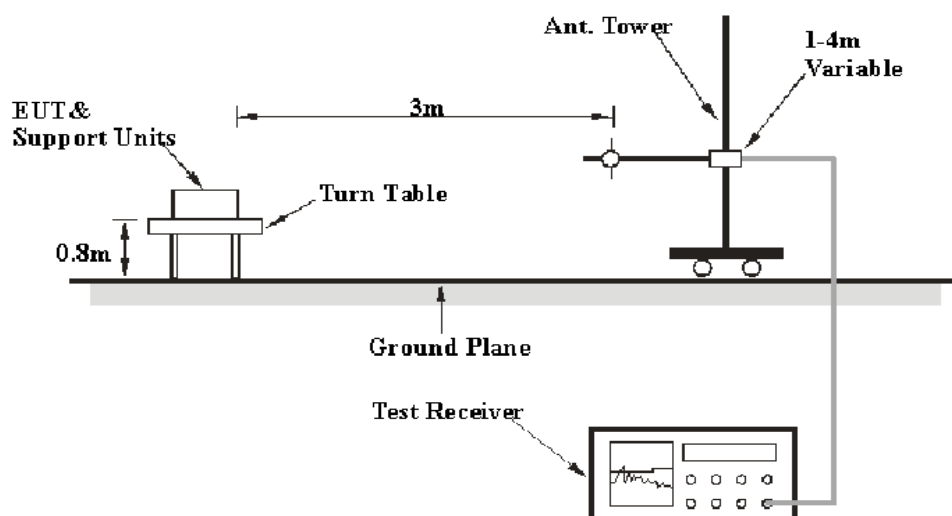 Ant. Tower
1-4m
Variable
3m
EUT&
Support Units
Turn Table
0.8m
Ground Plane
Test Receiver